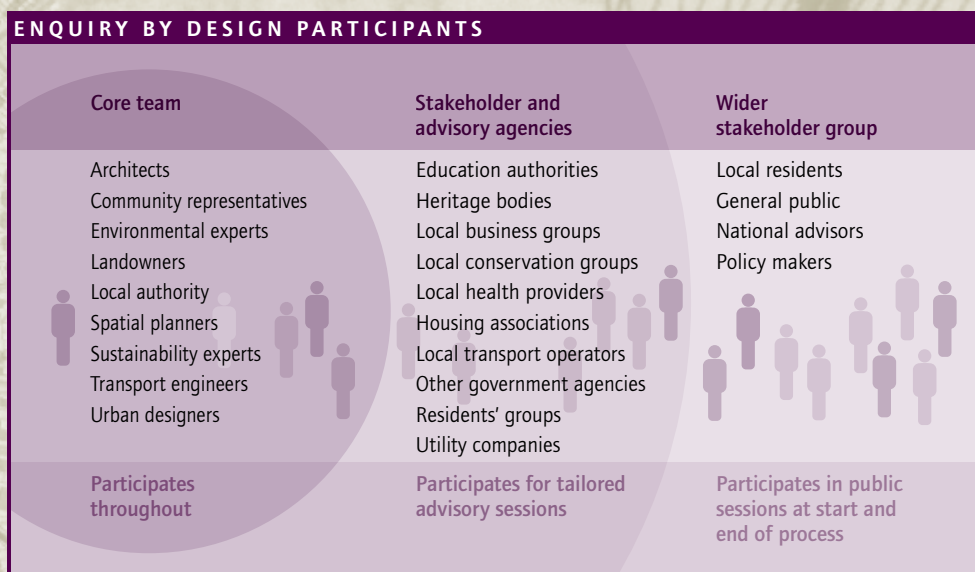 ENQUIRY BY DESIGN PARTICIPANTS
Core team
Architects
Community representatives
Environmental experts
Landowners
Local authority
Spatial planners
Sustainability experts
Transport engineers
Urban designers
Participates
throughout
Stakeholder and
advisory agencies
Education authorities
Heritage bodies
Local business groups
Local conservation groups
Local health providers
Housing associations
Local transport operators
Other government agencies
Residents' groups
Utility companies
Participates for tailored
advisory sessions
Wider
stakeholder group
Local residents
General public
National advisors
Policy makers
Participates in public
sessions at start and
end of process